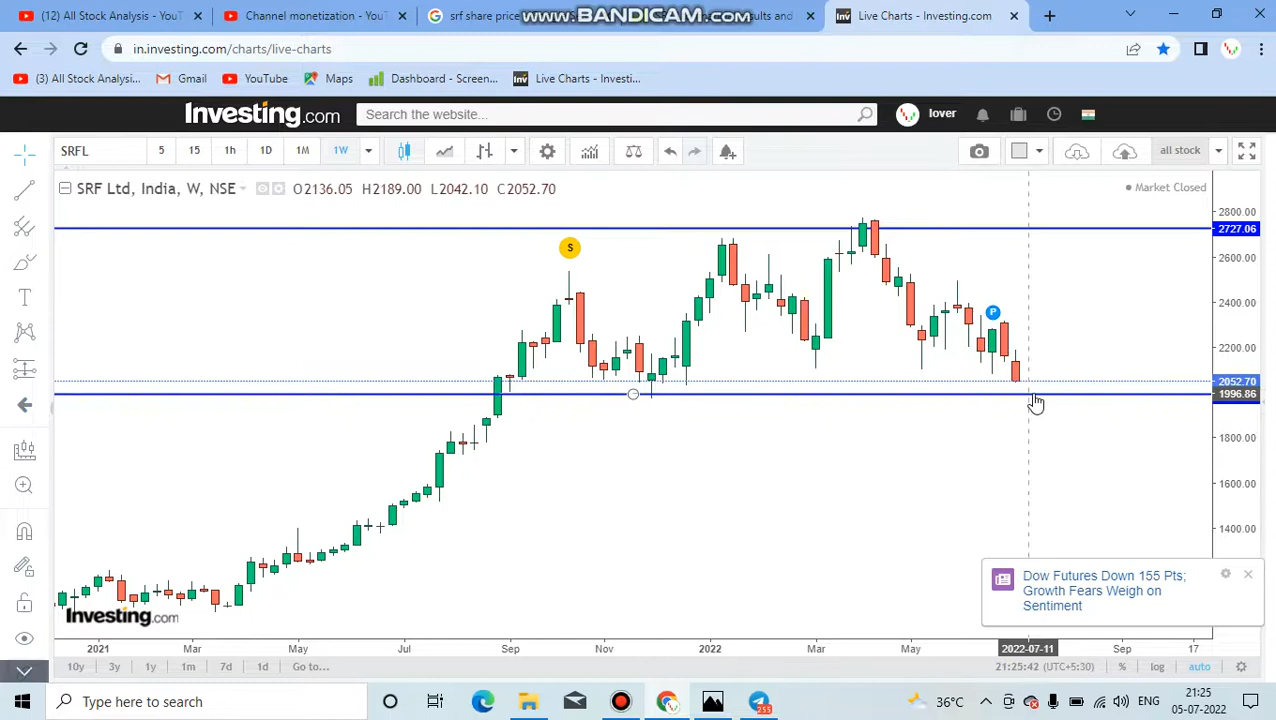 (3) All Stock Analysis - YouT
Channel monetization - YouT
srf share price
www.BANDICAM.com
sults and
Live Charts - Investing.com
in.investing.com/charts/live-charts
(3) All Stock Analysi...
Gmail
YouTube
Maps
Dashboard - Screen...
Inv
Live Charts - Investi...
Investing.com
Search the website...
lover
SRFL
5
15
1h
1D
1M
1W
all stock
SRF Ltd, India, W, NSE
O2136.05 H2189.00 L2042.10 C2052.70
Market Closed
2800.00
2727.06
2600.00
2400.00
2200.00
2052.70
1996.86
1800.00
1600.00
1400.00
S
P
Dow Futures Down 155 Pts;
Growth Fears Weigh on
Sentiment
Investing.com
2021
Mar
May
Jul
Sep
Nov
2022
Mar
May
2022-07-11
Sep
17
10y
3y
1y
1m
7d
1d
Go to...
21:25:42 (UTC+5:30)
%
log
auto
Type here to search
255
36°C
ENG
21:25
05-07-2022